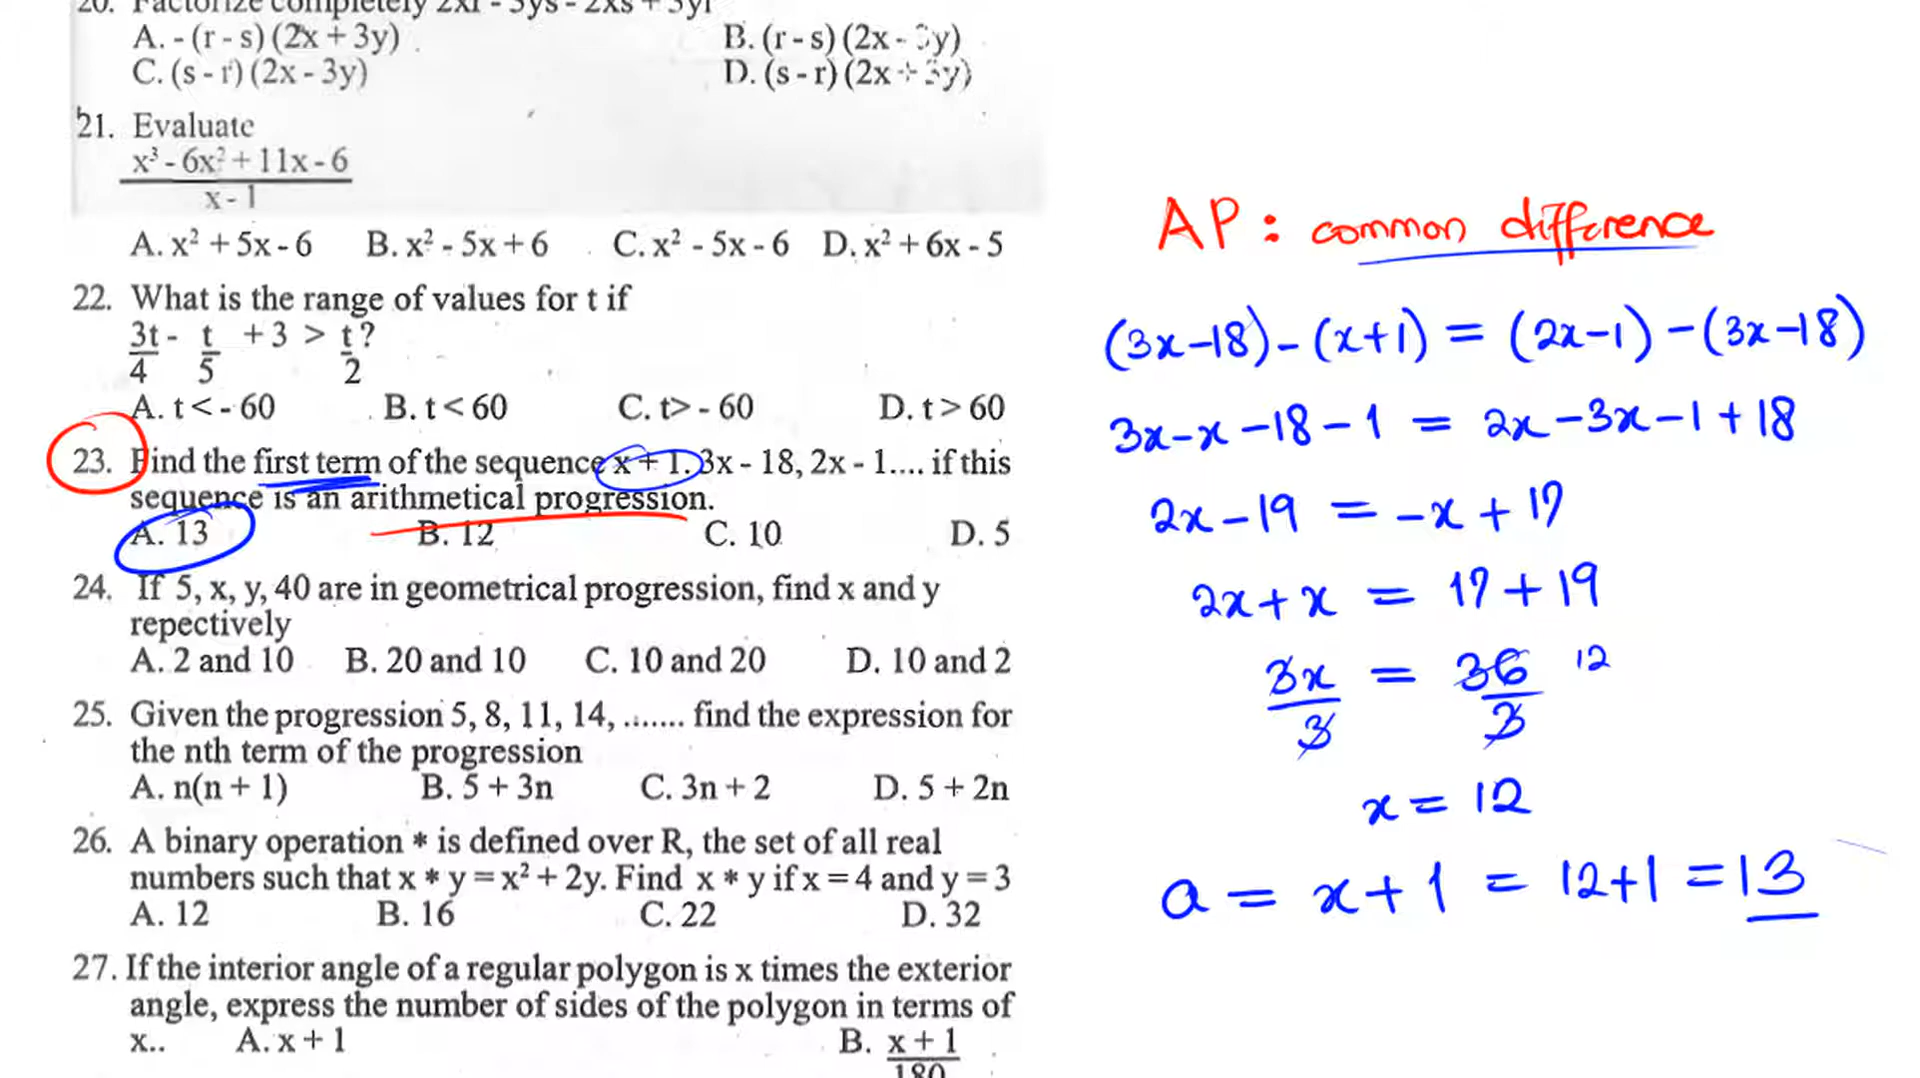 20. Factorize completely 2xr - 3ys - 2xs + 3yr
A. - (r - s) (2x + 3y)
B. (r - s) (2x - 3y)
C. (s - r) (2x - 3y)
D. (s - r) (2x + 3y)
21. Evaluate
x³ - 6x² + 11x - 6
x - 1
A. x² + 5x - 6 B. x² - 5x + 6 C. x² - 5x - 6 D. x² + 6x - 5
22. What is the range of values for t if
3t - t + 3 > t?
4 5 2
A. t < - 60 B. t < 60 C. t > - 60 D. t > 60
23. Find the first term of the sequence x + 1. 3x - 18, 2x - 1.... if this
sequence is an arithmetical progression.
A. 13 B. 12 C. 10 D. 5
24. If 5, x, y, 40 are in geometrical progression, find x and y
repectively
A. 2 and 10 B. 20 and 10 C. 10 and 20 D. 10 and 2
25. Given the progression 5, 8, 11, 14, ....... find the expression for
the nth term of the progression
A. n(n + 1) B. 5 + 3n C. 3n + 2 D. 5 + 2n
26. A binary operation * is defined over R, the set of all real
numbers such that x * y = x² + 2y. Find x * y if x = 4 and y = 3
A. 12 B. 16 C. 22 D. 32
27. If the interior angle of a regular polygon is x times the exterior
angle, express the number of sides of the polygon in terms of
x.. A. x + 1 B. x + 1
180
AP : common difference
(3x-18) - (x+1) = (2x-1) - (3x-18)
3x - x - 18 - 1 = 2x - 3x - 1 + 18
2x - 19 = -x + 17
2x + x = 17 + 19
3x = 36 12
3 3
x = 12
a = x + 1 = 12+1 = 13